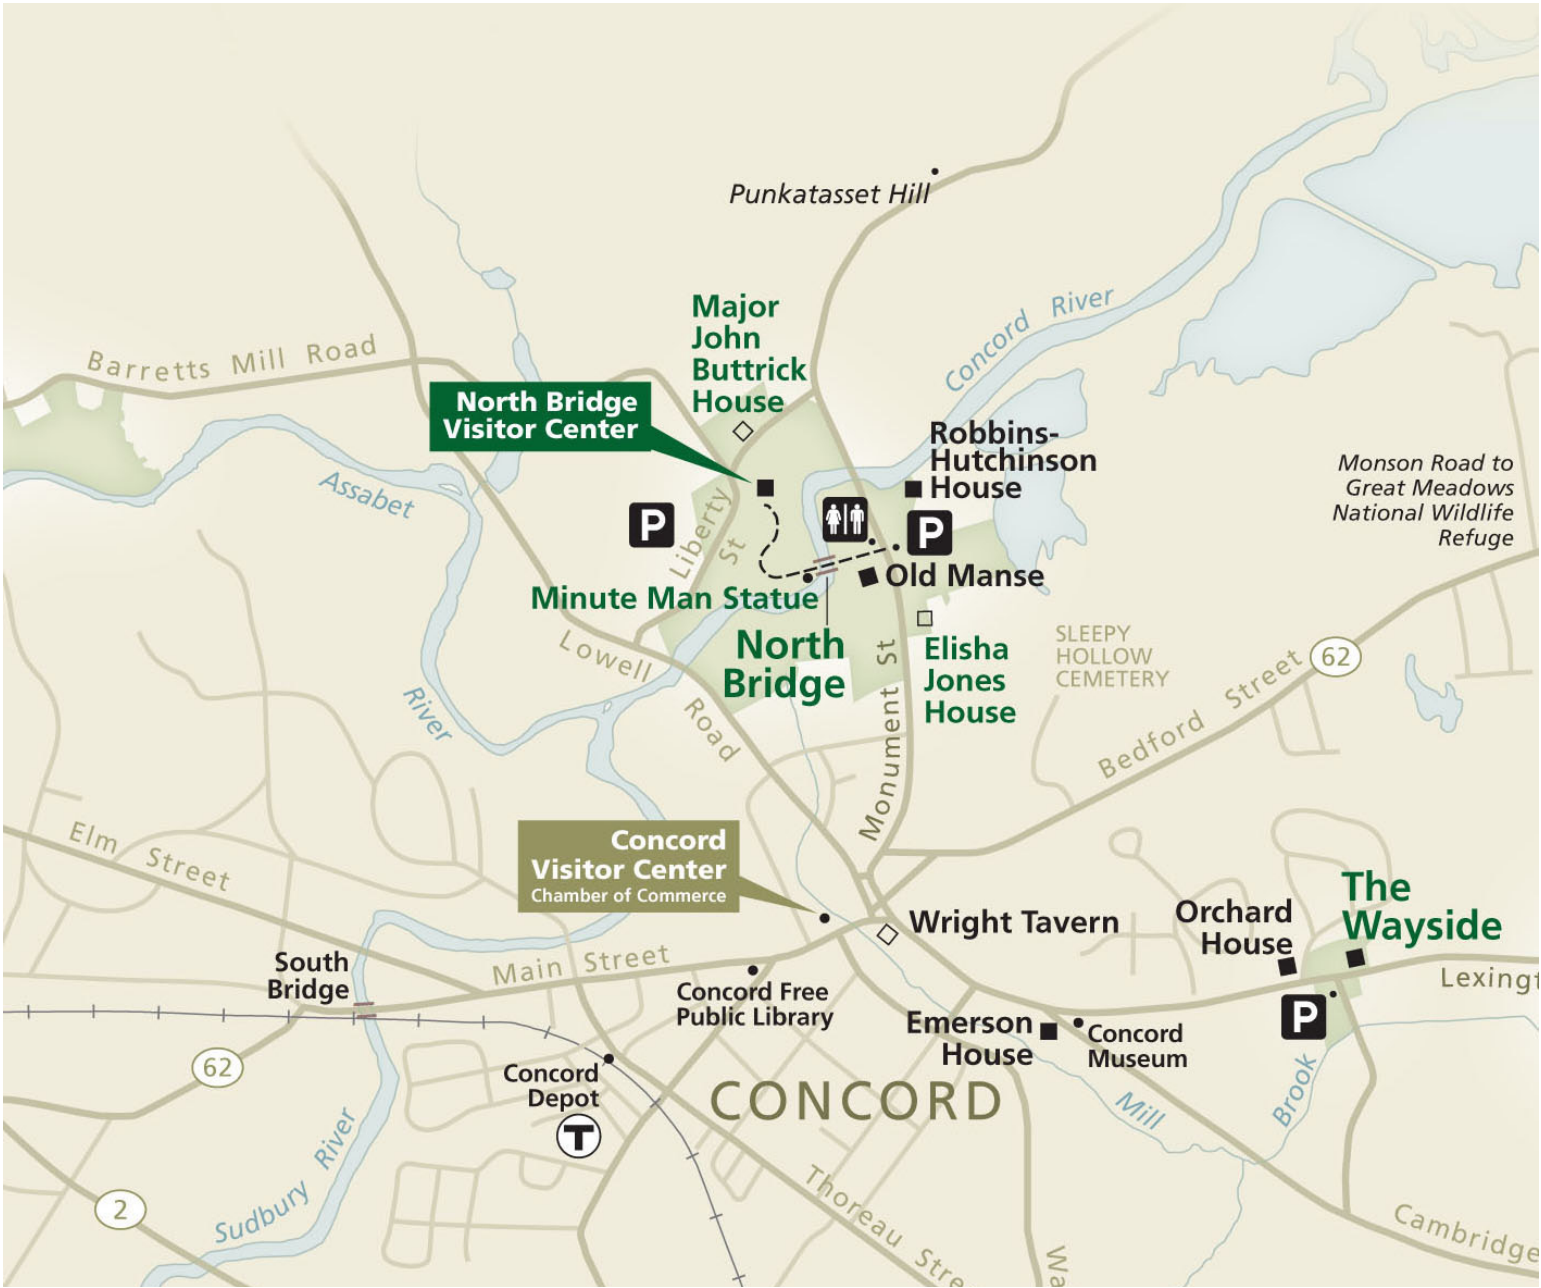 Punkatasset Hill
Concord River
Major
John
Buttrick
House
Barretts Mill Road
North Bridge
Visitor Center
Robbins-
Hutchinson
House
Monson Road to
Great Meadows
National Wildlife
Refuge
Assabet
River
Liberty
St
P
P
Old Manse
Minute Man Statue
North
Bridge
Elisha
Jones
House
SLEEPY
HOLLOW
CEMETERY
62
Lowell
Road
Monument St
Bedford Street
Elm Street
Concord
Visitor Center
Chamber of Commerce
The
Wayside
Orchard
House
Wright Tavern
South
Bridge
Main Street
Concord Free
Public Library
Lexingt
P
Emerson
House
Concord
Museum
62
Concord
Depot
T
CONCORD
Mill
Brook
Sudbury River
2
Thoreau Stre
Wa
Cambridge